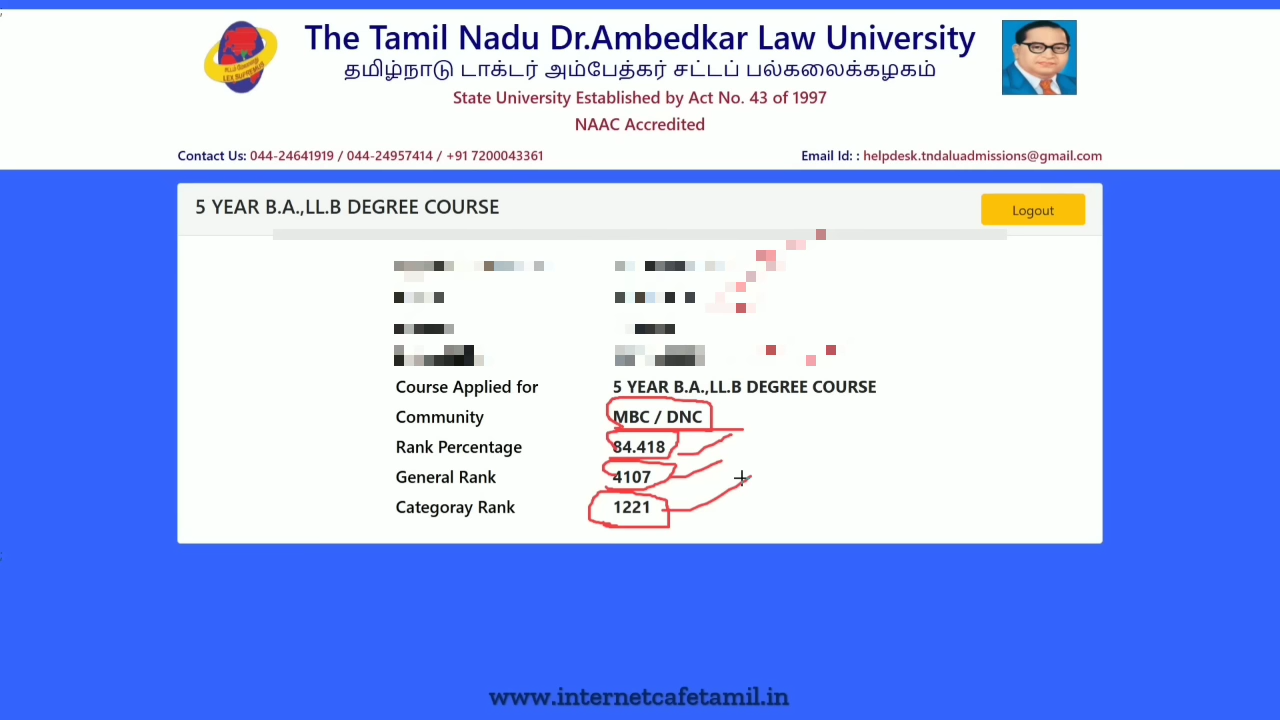 The Tamil Nadu Dr.Ambedkar Law University
தமிழ்நாடு டாக்டர் அம்பேத்கர் சட்டப் பல்கலைக்கழகம்
State University Established by Act No. 43 of 1997
NAAC Accredited
Contact Us: 044-24641919 / 044-24957414 / +91 7200043361
Email Id: : helpdesk.tndaluadmissions@gmail.com
5 YEAR B.A.,LL.B DEGREE COURSE
Logout
Course Applied for 5 YEAR B.A.,LL.B DEGREE COURSE
Community MBC / DNC
Rank Percentage 84.418
General Rank 4107
Categoray Rank 1221
www.internetcafetamil.in